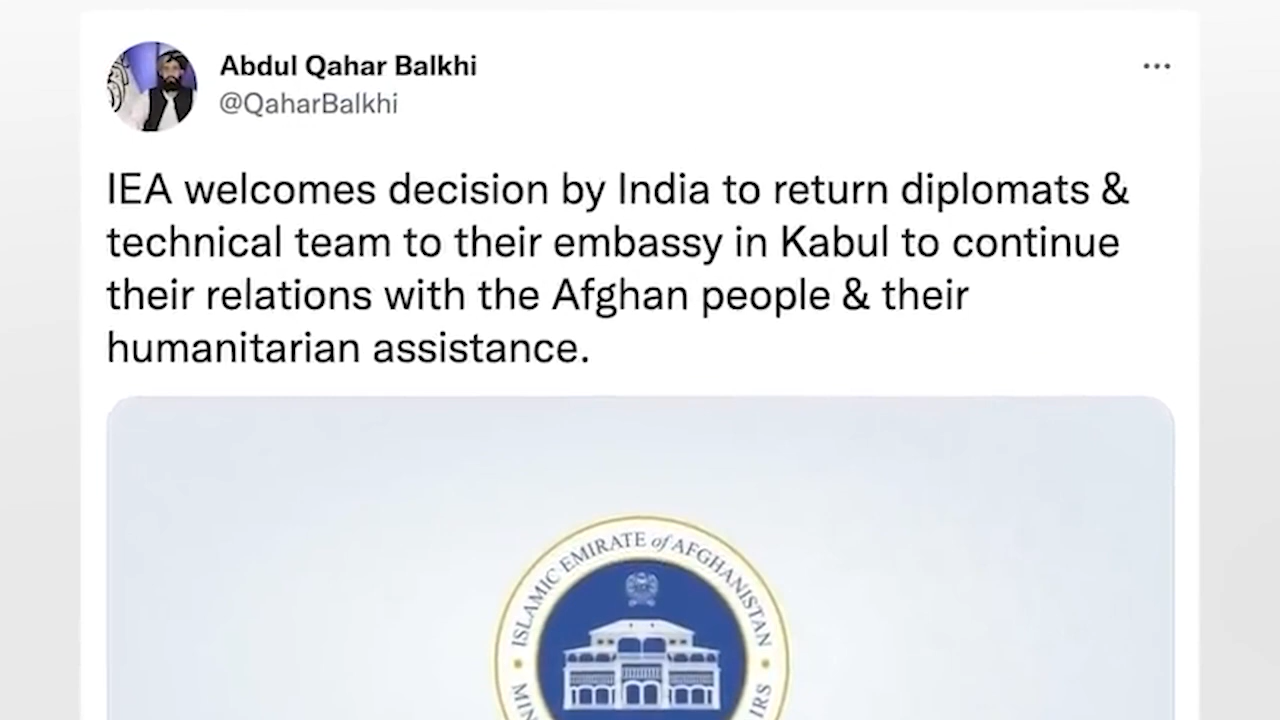 Abdul Qahar Balkhi
@QaharBalkhi
IEA welcomes decision by India to return diplomats &
technical team to their embassy in Kabul to continue
their relations with the Afghan people & their
humanitarian assistance.
ISLAMIC EMIRATE of AFGHANISTAN